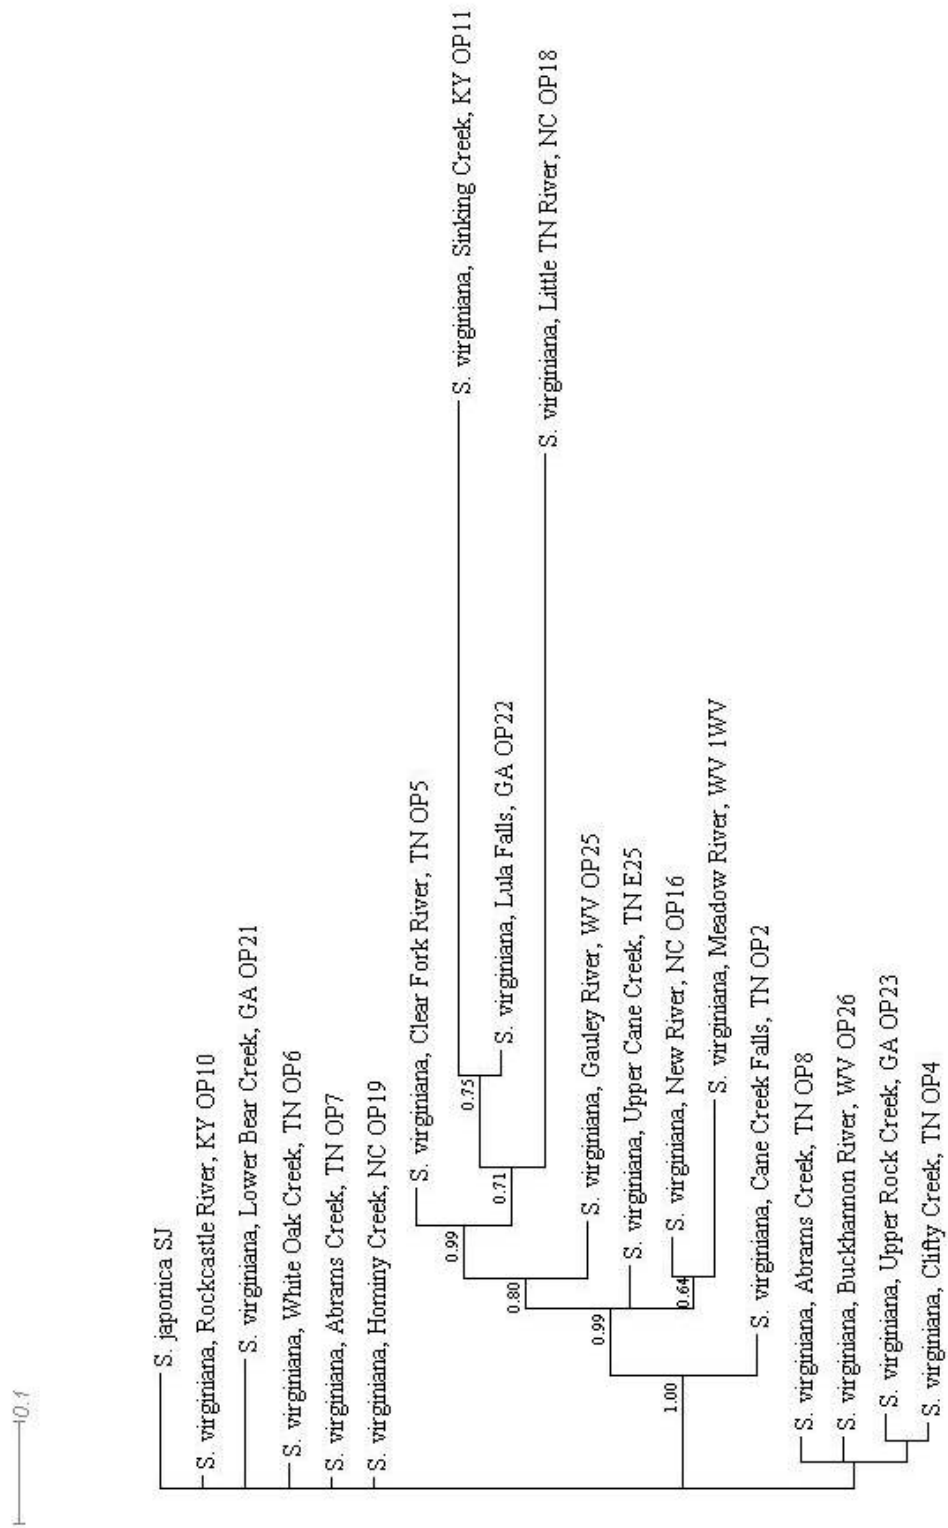 0.1
S. japonica SJ
S. virginiana, Rockcastle River, KY OP10
S. virginiana, Lower Bear Creek, GA OP21
S. virginiana, White Oak Creek, TN OP6
S. virginiana, Abrams Creek, TN OP7
S. virginiana, Hominy Creek, NC OP19
S. virginiana, Clear Fork River, TN OP5
0.99
S. virginiana, Sinking Creek, KY OP11
0.75
S. virginiana, Lula Falls, GA OP22
0.71
S. virginiana, Little TN River, NC OP18
0.80
S. virginiana, Gauley River, WV OP25
0.99
S. virginiana, Upper Cane Creek, TN E25
S. virginiana, New River, NC OP16
0.64
S. virginiana, Meadow River, WV 1WV
1.00
S. virginiana, Cane Creek Falls, TN OP2
S. virginiana, Abrams Creek, TN OP8
S. virginiana, Buckhannon River, WV OP26
S. virginiana, Upper Rock Creek, GA OP23
S. virginiana, Clifty Creek, TN OP4